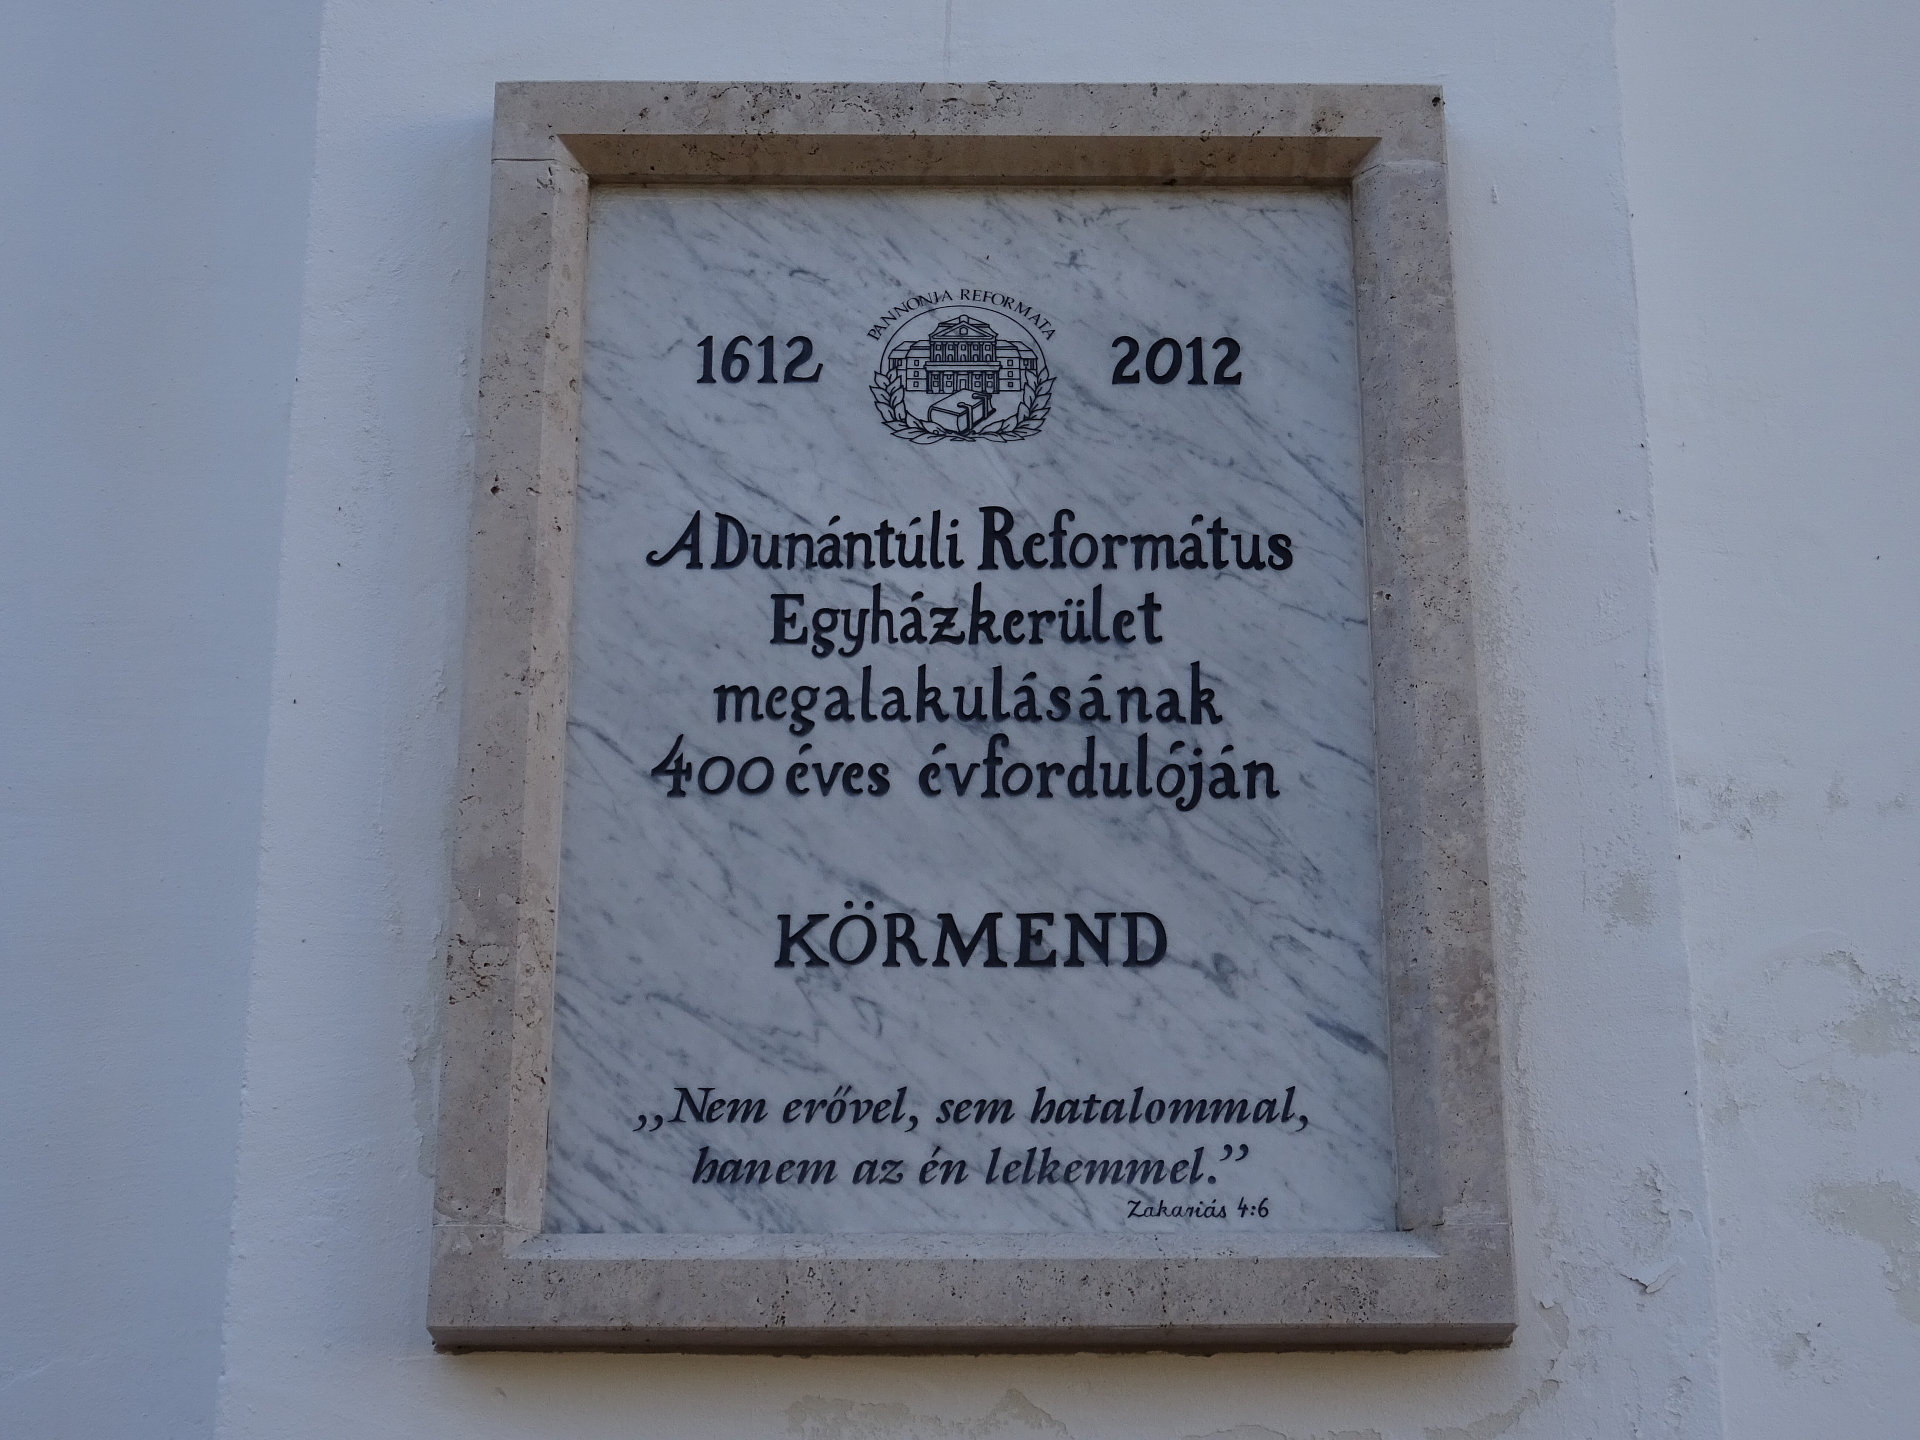 PANNONIA REFORMATA
1612 2012
A Dunántúli Református
Egyházkerület
megalakulásának
400 éves évfordulóján
KÖRMEND
„Nem erővel, sem hatalommal,
hanem az én lelkemmel.”
Zakariás 4:6